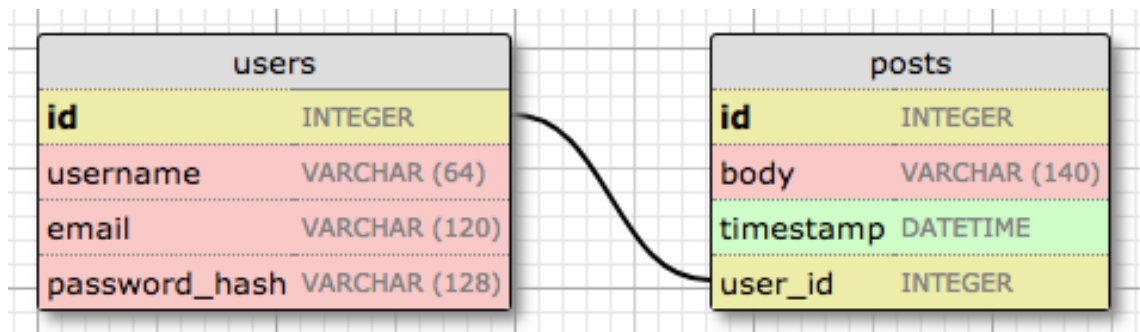 users
id INTEGER
username VARCHAR (64)
email VARCHAR (120)
password_hash VARCHAR (128)
posts
id INTEGER
body VARCHAR (140)
timestamp DATETIME
user_id INTEGER